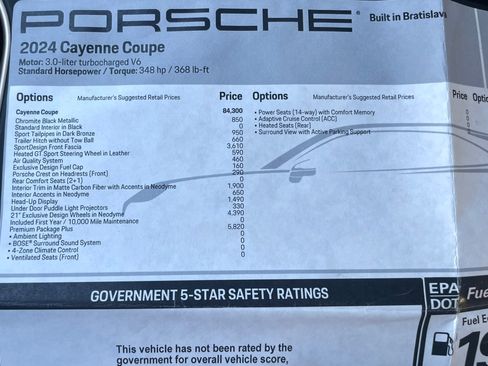 PORSCHE
Built in Bratislav
2024 Cayenne Coupe
Motor: 3.0-liter turbocharged V6
Standard Horsepower / Torque: 348 hp / 368 lb-ft
Options Manufacturer's Suggested Retail Prices Price
Cayenne Coupe 84,300
Chromite Black Metallic 850
Standard Interior in Black 0
Sport Tailpipes in Dark Bronze 950
Trailer Hitch without Tow Ball 660
SportDesign Front Fascia 3,610
Heated GT Sport Steering Wheel in Leather 590
Air Quality System 460
Exclusive Design Fuel Cap 160
Porsche Crest on Headrests (Front) 290
Rear Comfort Seats (2+1) 0
Interior Trim in Matte Carbon Fiber with Accents in Neodyme 1,900
Interior Accents in Neodyme 650
Head-Up Display 1,490
Under Door Puddle Light Projectors 330
21" Exclusive Design Wheels in Neodyme 4,390
Included First Year / 10,000 Mile Maintenance 0
Premium Package Plus 5,820
• Ambient Lighting 0
• BOSE® Surround Sound System 0
• 4-Zone Climate Control 0
• Ventilated Seats (Front) 0
Options Manufacturer's Suggested Retail Prices Price
• Power Seats (14-way) with Comfort Memory 0
• Adaptive Cruise Control (ACC) 0
• Heated Seats (Rear) 0
• Surround View with Active Parking Support 0
GOVERNMENT 5-STAR SAFETY RATINGS
This vehicle has not been rated by the
government for overall vehicle score,
EPA
DOT
Fue
Fuel E